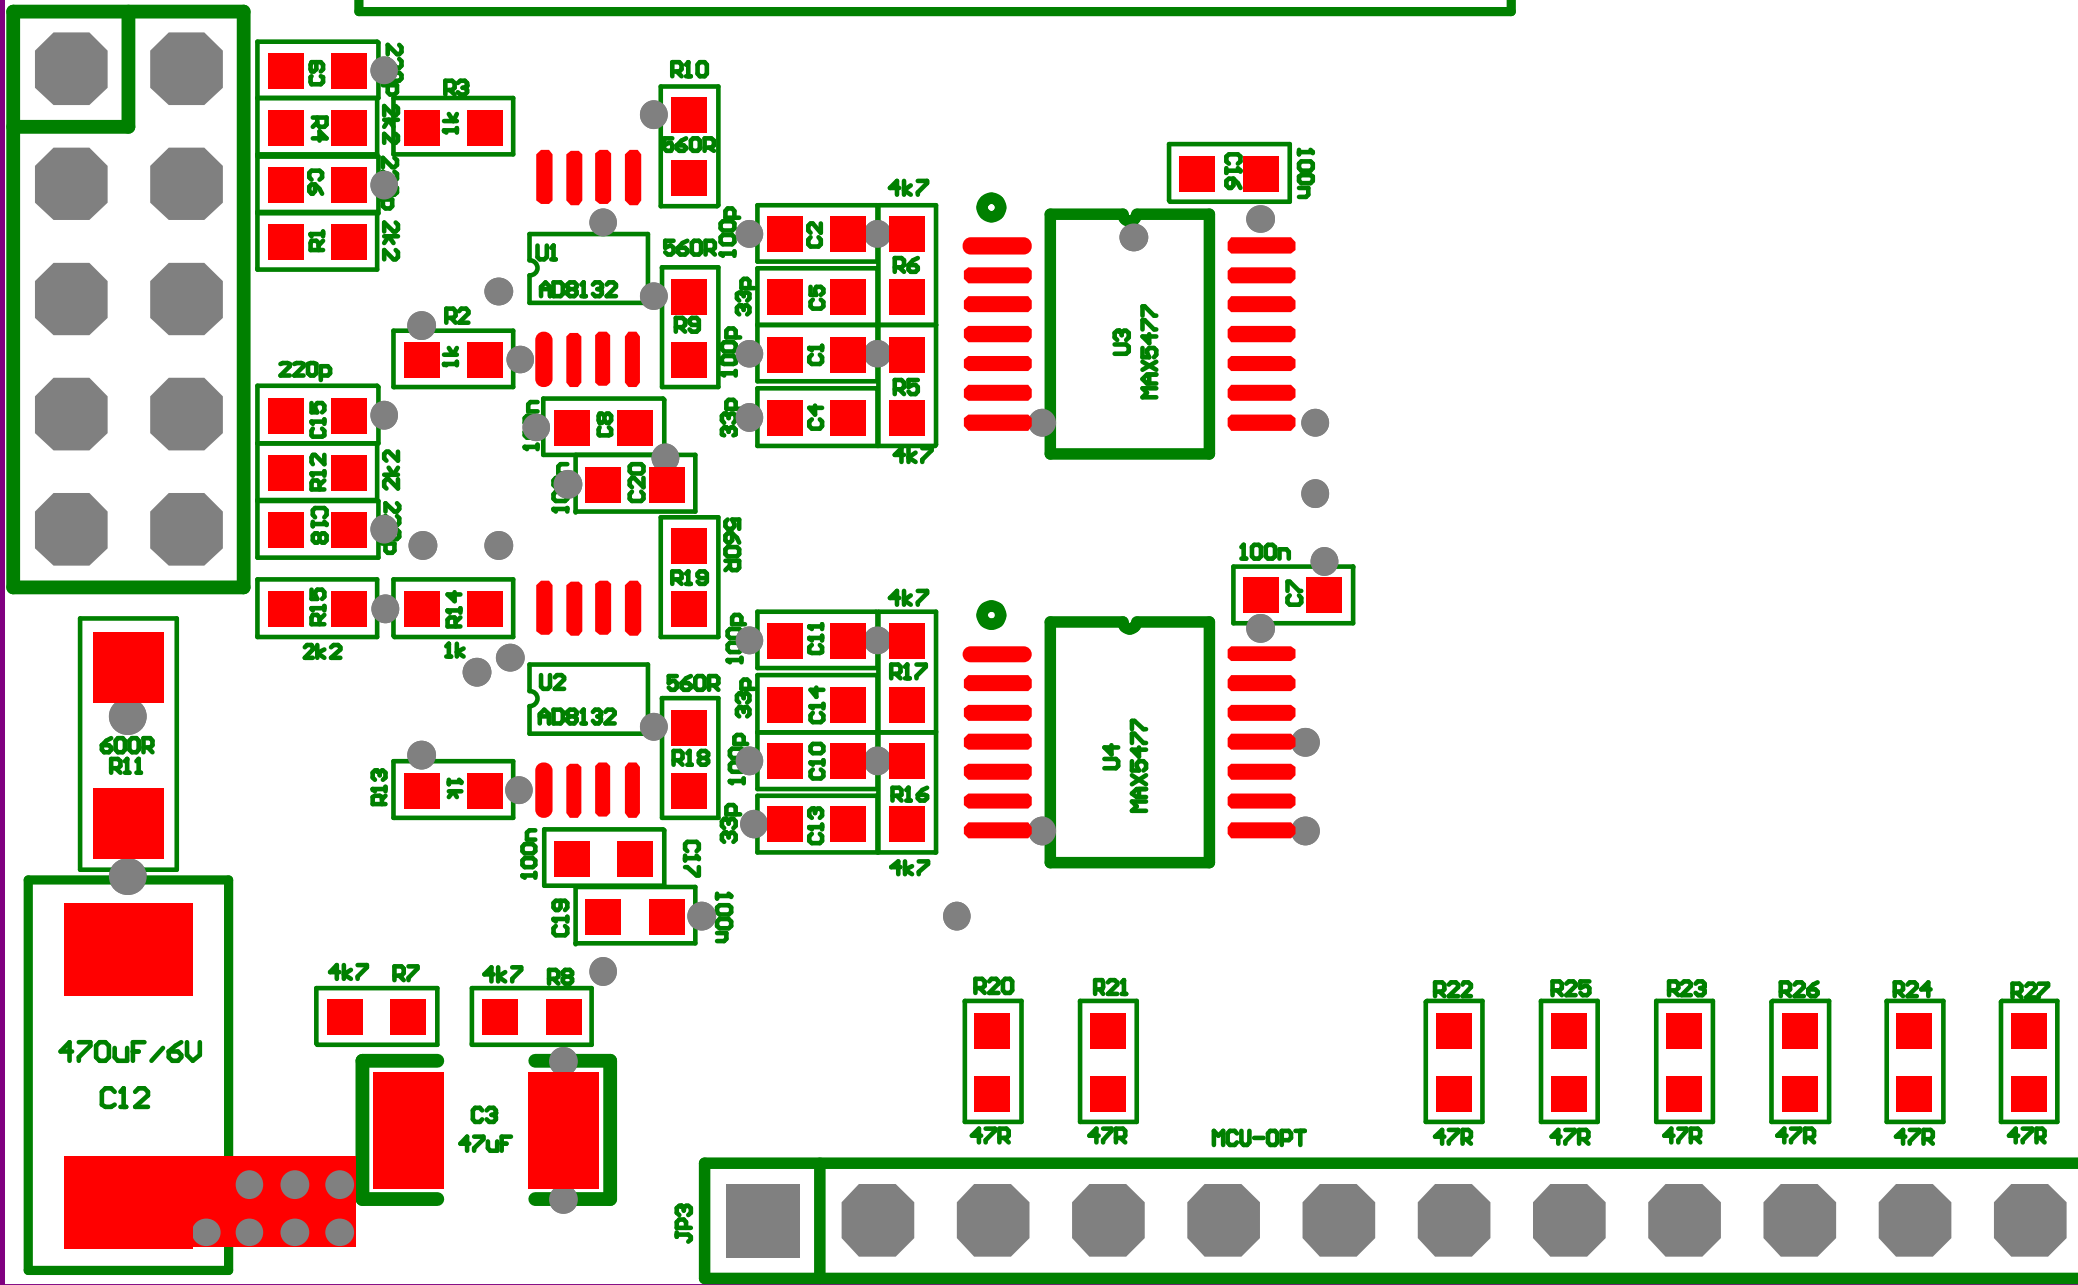 C9
R4
2k2
C6
R1
2k2
R3
1k
R10
560R
U1
AD8132
560R
R9
R2
1k
220p
C15
R12
2k2
C18
R15
2k2
R14
1k
C8
C20
560R
R19
U2
AD8132
560R
R18
R13
1k
100n
C17
C19
100n
4k7
100p
C2
R6
33p
C5
100p
C1
R5
33p
C4
4k7
4k7
100p
C11
R17
33p
C14
100p
C10
R16
33p
C13
4k7
C16
100n
U3
MAX5477
100n
C7
U4
MAX5477
600R
R11
470uF/6V
C12
4k7 R7
4k7 R8
C3
47uF
R20
47R
R21
47R
R22
47R
R25
47R
R23
47R
R26
47R
R24
47R
R27
47R
MCU-OPT
JP3